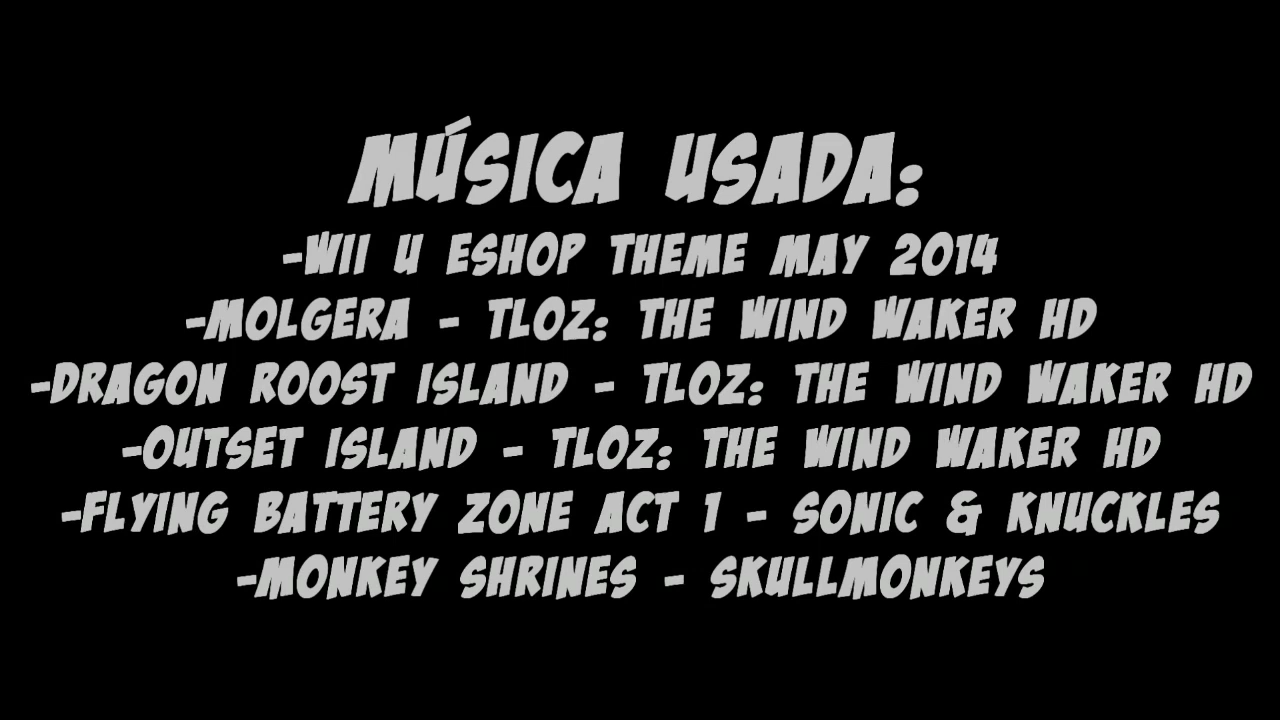 MÚSICA USADA:
-WII U ESHOP THEME MAY 2014
-MOLGERA - TLOZ: THE WIND WAKER HD
-DRAGON ROOST ISLAND - TLOZ: THE WIND WAKER HD
-OUTSET ISLAND - TLOZ: THE WIND WAKER HD
-FLYING BATTERY ZONE ACT 1 - SONIC & KNUCKLES
-MONKEY SHRINES - SKULLMONKEYS